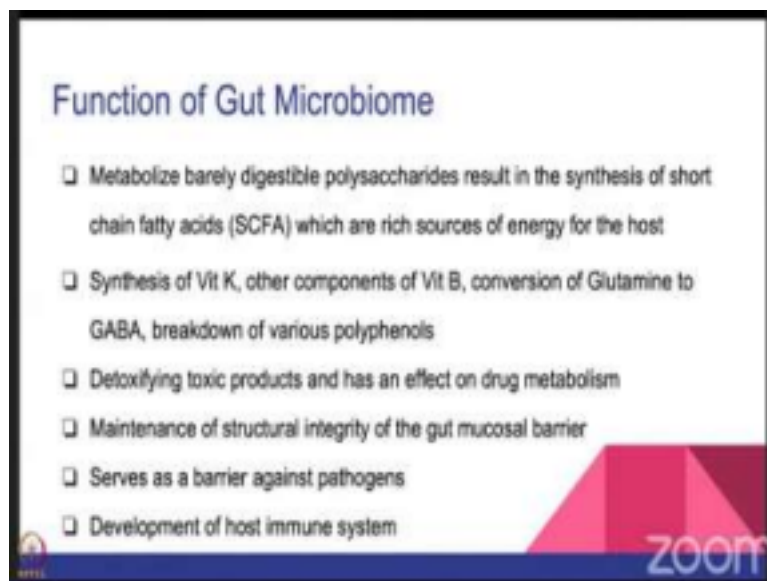 Function of Gut Microbiome
❑ Metabolize barely digestible polysaccharides result in the synthesis of short
chain fatty acids (SCFA) which are rich sources of energy for the host
❑ Synthesis of Vit K, other components of Vit B, conversion of Glutamine to
GABA, breakdown of various polyphenols
❑ Detoxifying toxic products and has an effect on drug metabolism
❑ Maintenance of structural integrity of the gut mucosal barrier
❑ Serves as a barrier against pathogens
❑ Development of host immune system
zoom